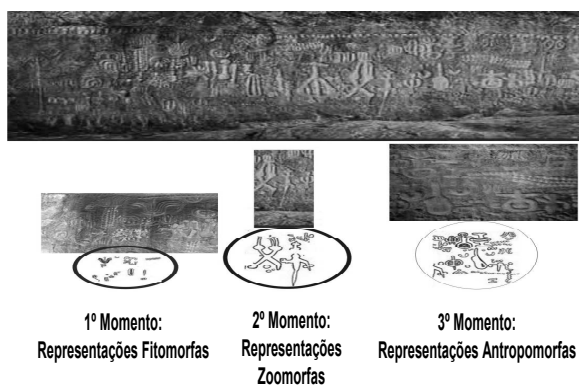 1º Momento:
Representações Fitomorfas
2º Momento:
Representações
Zoomorfas
3º Momento:
Representações Antropomorfas